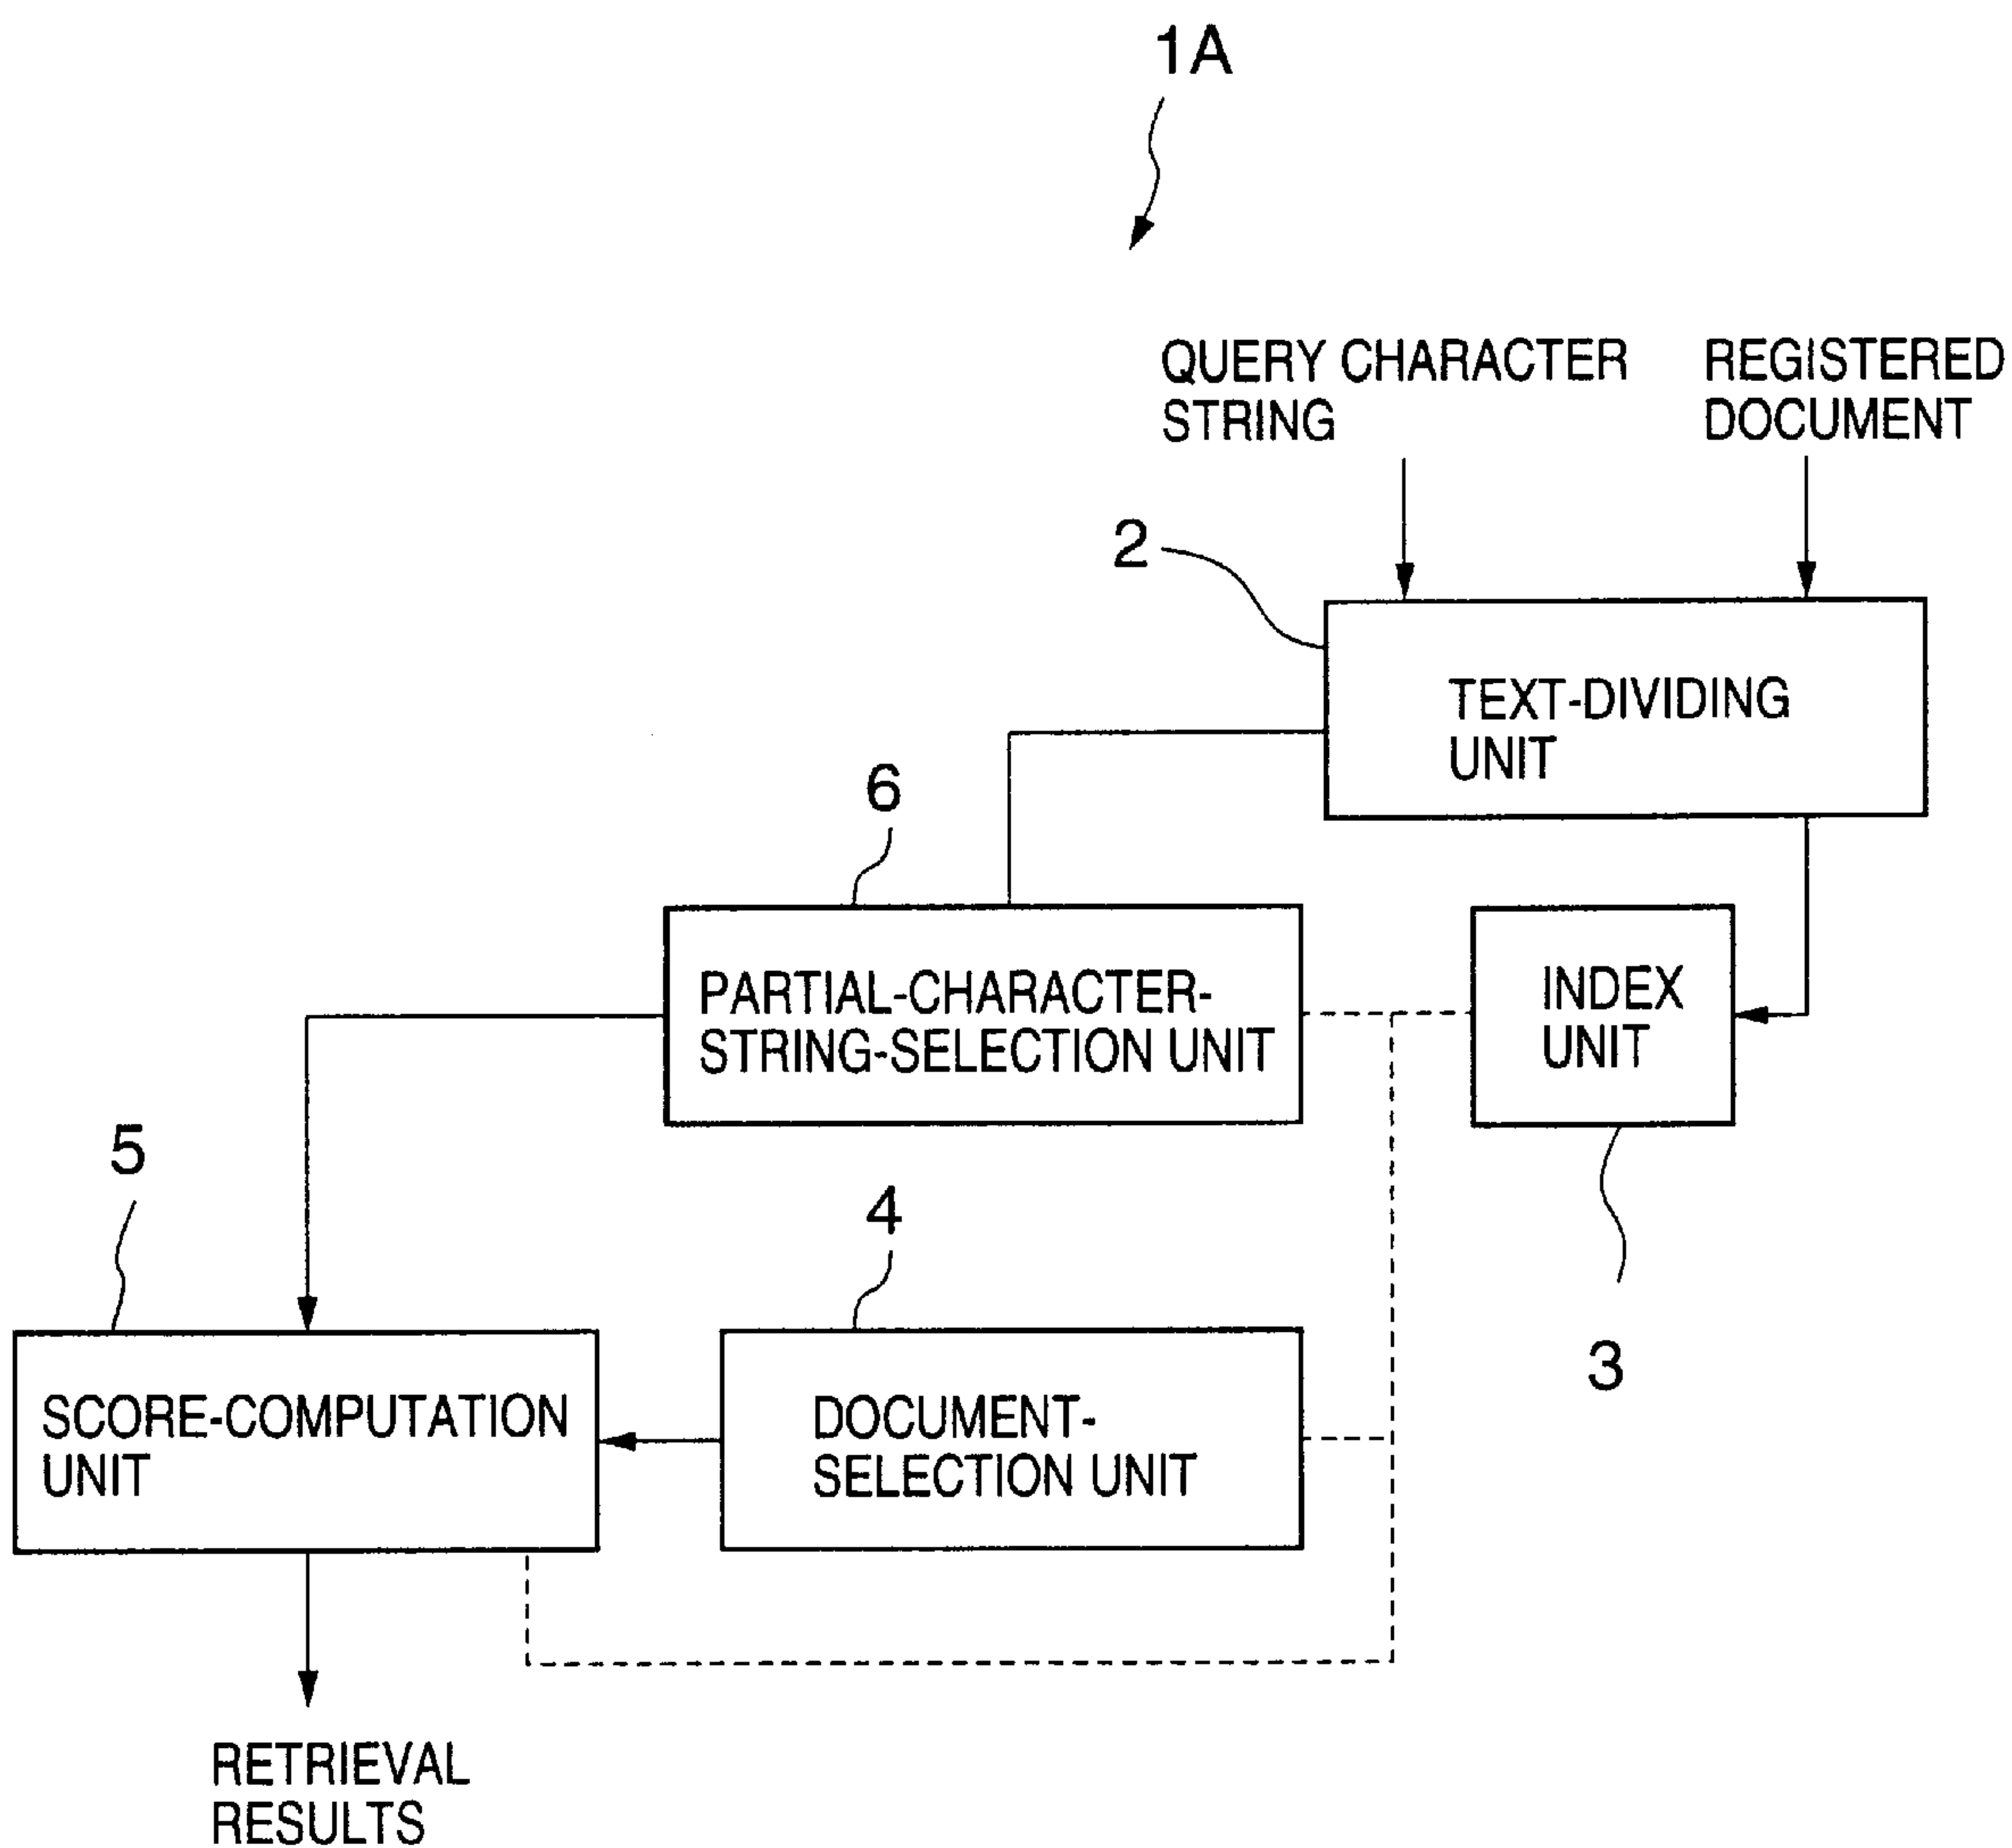 1A
QUERY CHARACTER
STRING
REGISTERED
DOCUMENT
2
TEXT-DIVIDING
UNIT
6
PARTIAL-CHARACTER-
STRING-SELECTION UNIT
INDEX
UNIT
5
4
3
SCORE-COMPUTATION
UNIT
DOCUMENT-
SELECTION UNIT
RETRIEVAL
RESULTS